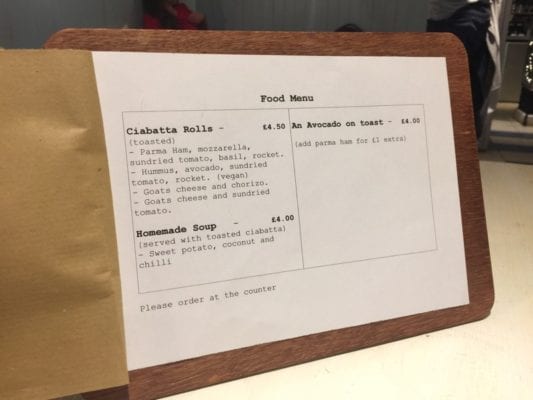 Food Menu
Ciabatta Rolls - £4.50
(toasted)
- Parma Ham, mozzarella,
sundried tomato, basil, rocket.
- Hummus, avocado, sundried
tomato, rocket. (vegan)
- Goats cheese and chorizo.
- Goats cheese and sundried
tomato.
Homemade Soup - £4.00
(served with toasted ciabatta)
- Sweet potato, coconut and
chilli
An Avocado on toast - £4.00
(add parma ham for £1 extra)
Please order at the counter